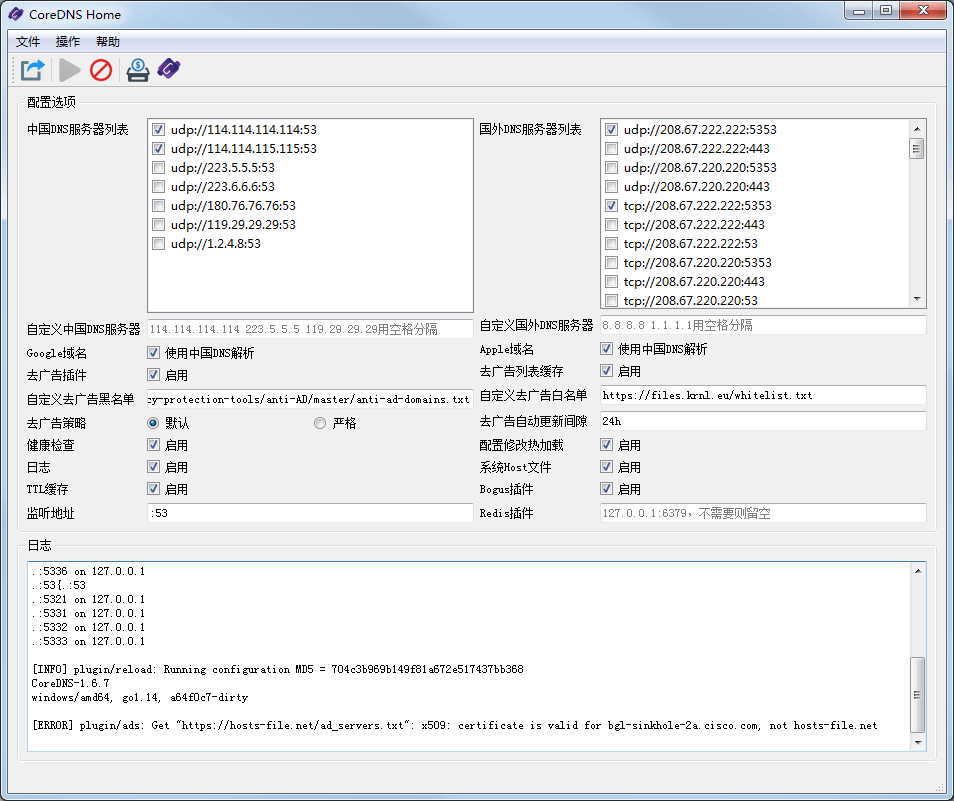 CoreDNS Home
文件 操作 帮助
配置选项
中国DNS服务器列表
udp://114.114.114.114:53
udp://114.114.115.115:53
udp://223.5.5.5:53
udp://223.6.6.6:53
udp://180.76.76.76:53
udp://119.29.29.29:53
udp://1.2.4.8:53
国外DNS服务器列表
udp://208.67.222.222:5353
udp://208.67.222.222:443
udp://208.67.220.220:5353
udp://208.67.220.220:443
tcp://208.67.222.222:5353
tcp://208.67.222.222:443
tcp://208.67.222.222:53
tcp://208.67.220.220:5353
tcp://208.67.220.220:443
tcp://208.67.220.220:53
自定义中国DNS服务器 114.114.114.114 223.5.5.5 119.29.29.29用空格分隔
自定义国外DNS服务器 8.8.8.8 1.1.1.1用空格分隔
Google域名 使用中国DNS解析
Apple域名 使用中国DNS解析
去广告插件 启用
去广告列表缓存 启用
自定义去广告黑名单 cy-protection-tools/anti-AD/master/anti-ad-domains.txt
自定义去广告白名单 https://files.krnl.eu/whitelist.txt
去广告策略 默认 严格
去广告自动更新间隙 24h
健康检查 启用
配置修改热加载 启用
日志 启用
系统Host文件 启用
TTL缓存 启用
Bogus插件 启用
监听地址 :53
Redis插件 127.0.0.1:6379，不需要则留空
日志
.:5336 on 127.0.0.1
.:53{.:53
.:5321 on 127.0.0.1
.:5331 on 127.0.0.1
.:5332 on 127.0.0.1
.:5333 on 127.0.0.1
[INFO] plugin/reload: Running configuration MD5 = 704c3b969b149f81a672e517437bb368
CoreDNS-1.6.7
windows/amd64, go1.14, a64f0c7-dirty
[ERROR] plugin/ads: Get "https://hosts-file.net/ad_servers.txt": x509: certificate is valid for bgl-sinkhole-2a.cisco.com, not hosts-file.net